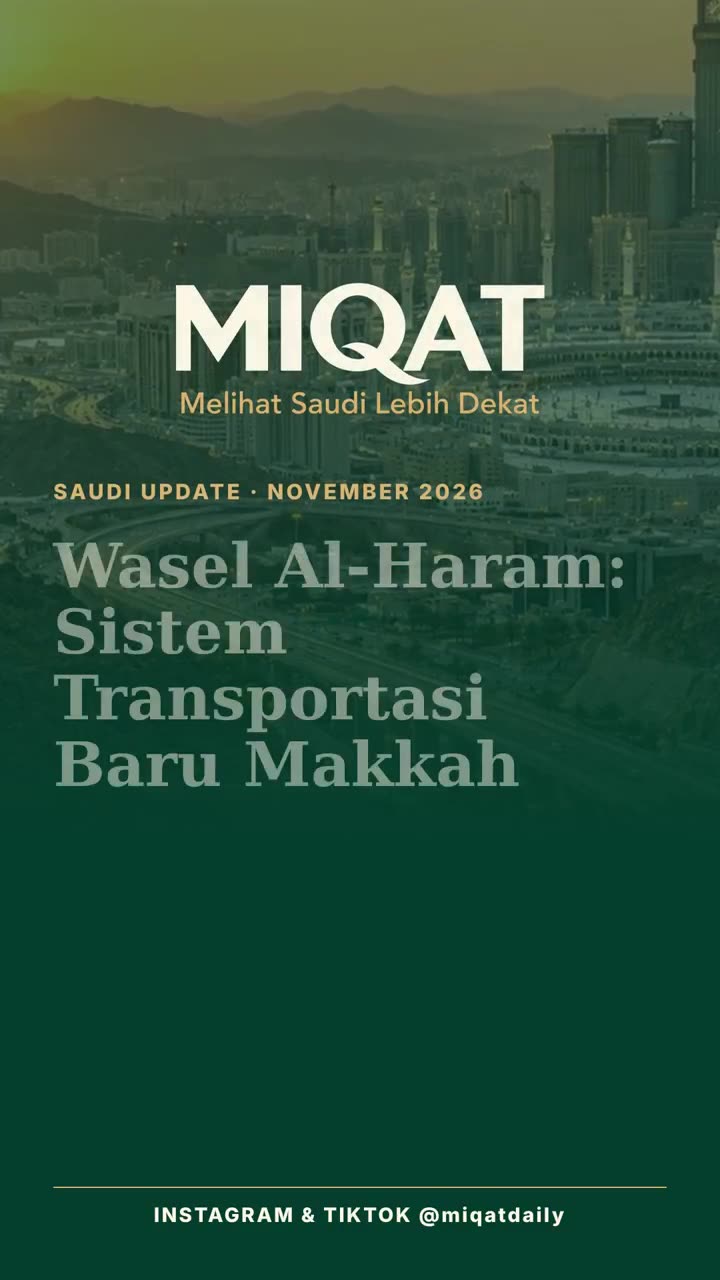 MIQAT
Melihat Saudi Lebih Dekat
SAUDI UPDATE · NOVEMBER 2026
Wasel Al-Haram:
Sistem
Transportasi
Baru Makkah
INSTAGRAM & TIKTOK @miqatdaily